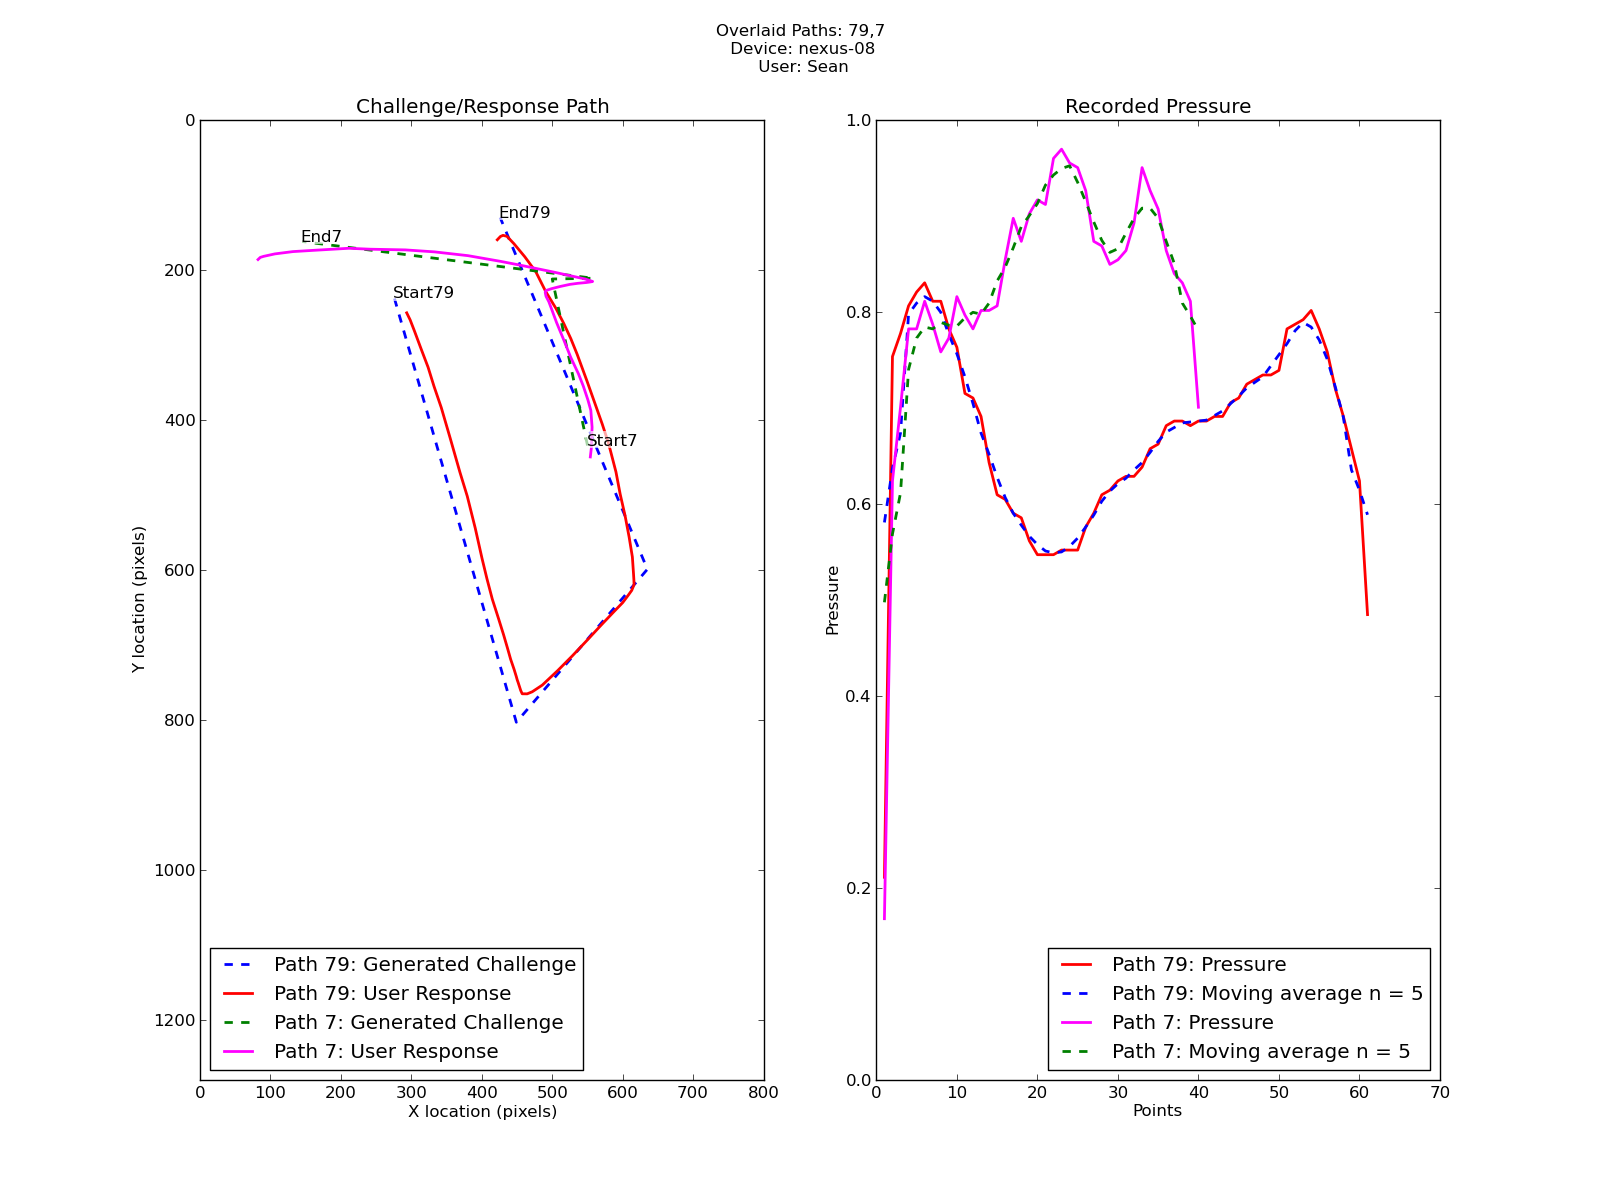 Overlaid Paths: 79,7
Device: nexus-08
User: Sean
Challenge/Response Path
0
200
400
600
800
1000
1200
Y location (pixels)
End79
End7
Start79
Start7
Path 79: Generated Challenge
Path 79: User Response
Path 7: Generated Challenge
Path 7: User Response
0 100 200 300 400 500 600 700 800
X location (pixels)
Recorded Pressure
1.0
0.8
0.6
0.4
0.2
0.0
Pressure
Path 79: Pressure
Path 79: Moving average n = 5
Path 7: Pressure
Path 7: Moving average n = 5
0 10 20 30 40 50 60 70
Points